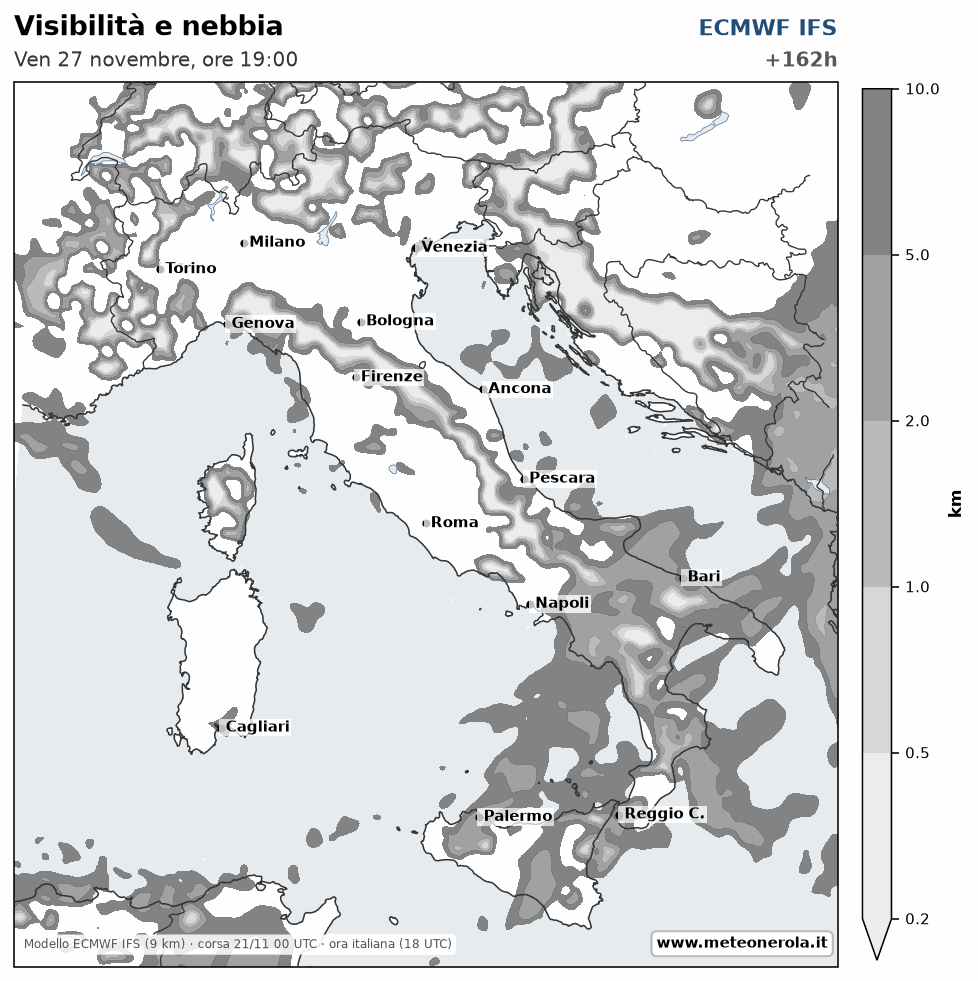 Visibilità e nebbia
ECMWF IFS
Ven 27 novembre, ore 19:00
+162h
10.0
5.0
2.0
1.0
0.5
0.2
km
Milano
Venezia
Torino
Genova
Bologna
Firenze
Ancona
Pescara
Roma
Bari
Napoli
Cagliari
Palermo
Reggio C.
Modello ECMWF IFS (9 km) · corsa 21/11 00 UTC · ora italiana (18 UTC)
www.meteonerola.it